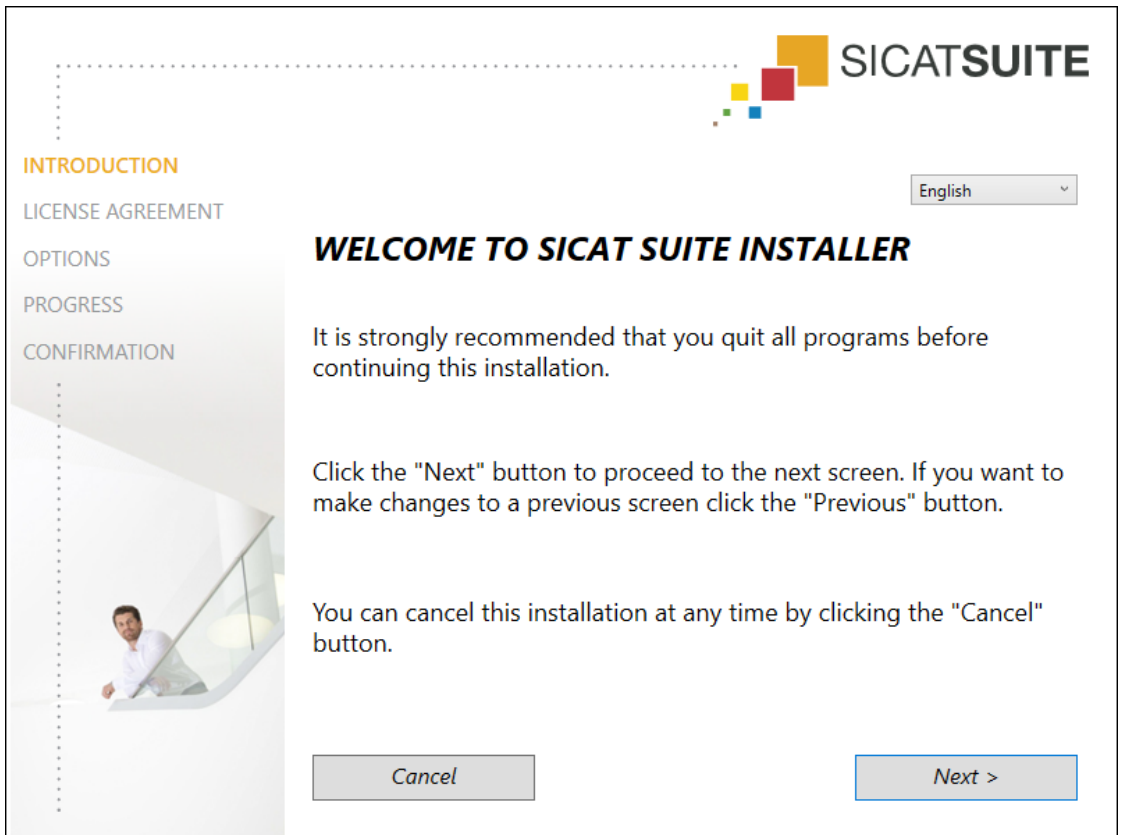 SICATSUITE
INTRODUCTION
LICENSE AGREEMENT
OPTIONS
PROGRESS
CONFIRMATION
English
WELCOME TO SICAT SUITE INSTALLER
It is strongly recommended that you quit all programs before
continuing this installation.
Click the "Next" button to proceed to the next screen. If you want to
make changes to a previous screen click the "Previous" button.
You can cancel this installation at any time by clicking the "Cancel"
button.
Cancel
Next >